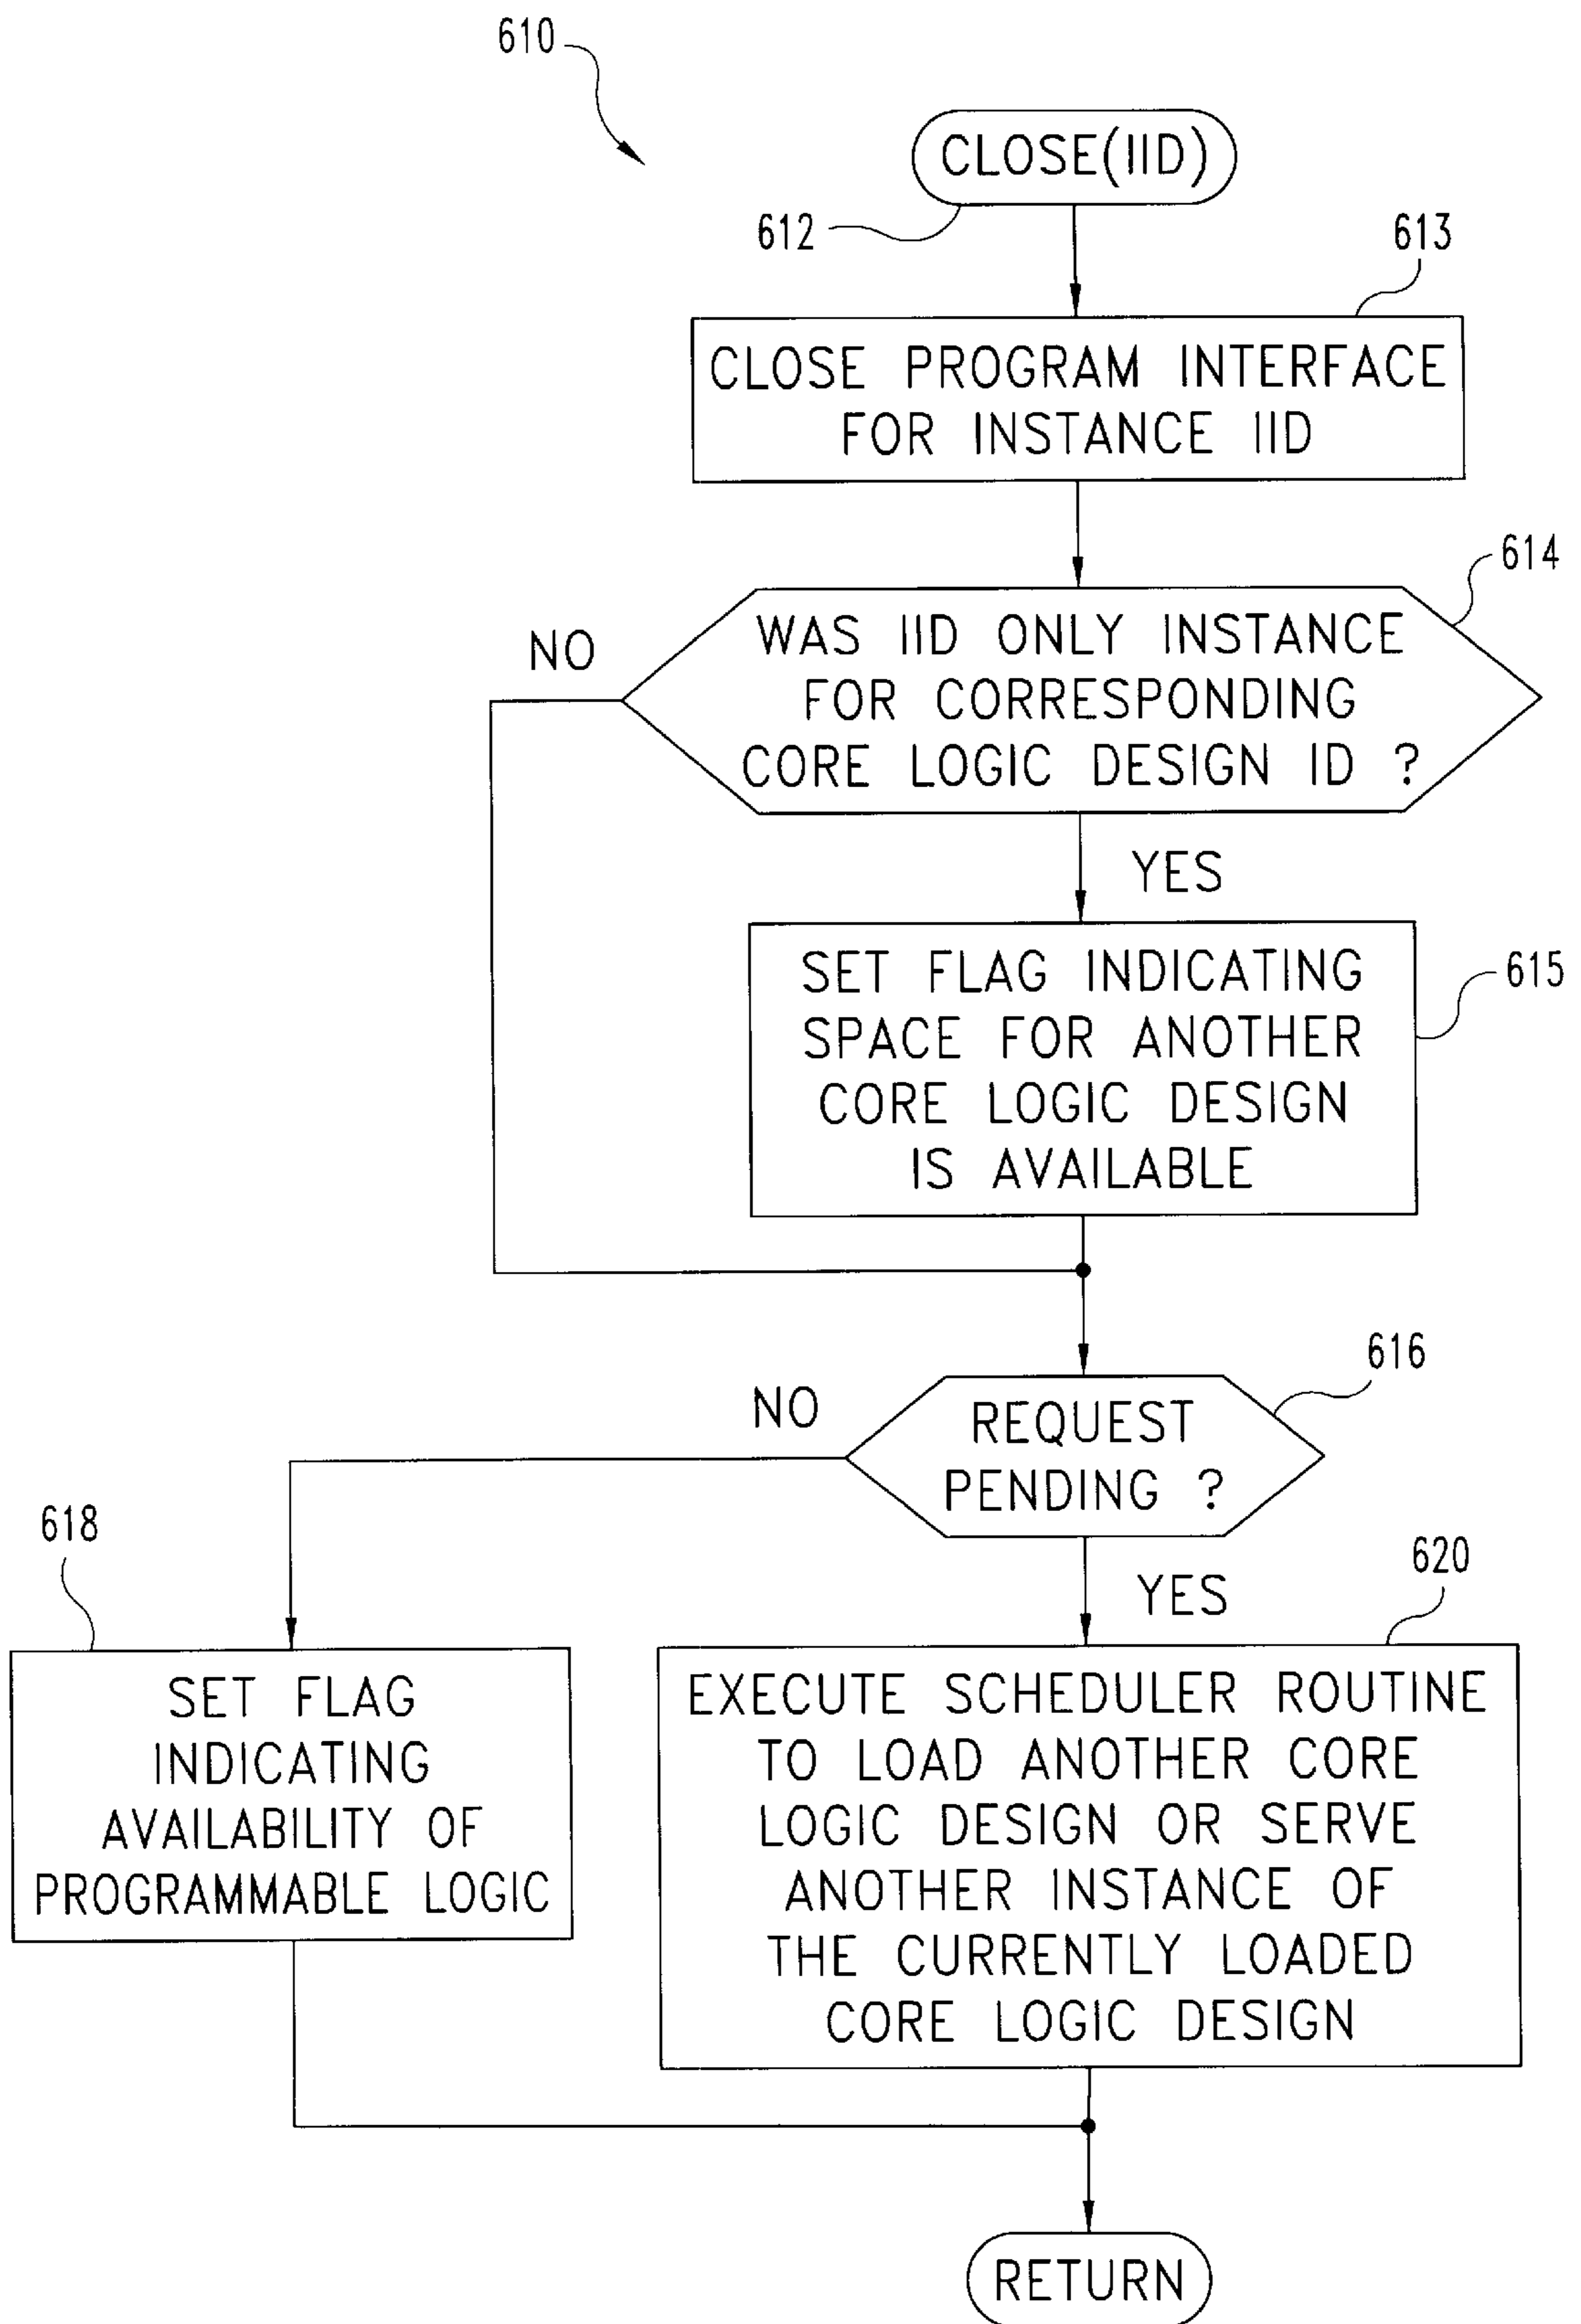 610
CLOSE(IID)
612
613
CLOSE PROGRAM INTERFACE
FOR INSTANCE IID
614
NO
WAS IID ONLY INSTANCE
FOR CORRESPONDING
CORE LOGIC DESIGN ID ?
YES
SET FLAG INDICATING
SPACE FOR ANOTHER
CORE LOGIC DESIGN
IS AVAILABLE
615
616
NO
REQUEST
PENDING ?
618
YES
620
SET FLAG
INDICATING
AVAILABILITY OF
PROGRAMMABLE LOGIC
EXECUTE SCHEDULER ROUTINE
TO LOAD ANOTHER CORE
LOGIC DESIGN OR SERVE
ANOTHER INSTANCE OF
THE CURRENTLY LOADED
CORE LOGIC DESIGN
RETURN